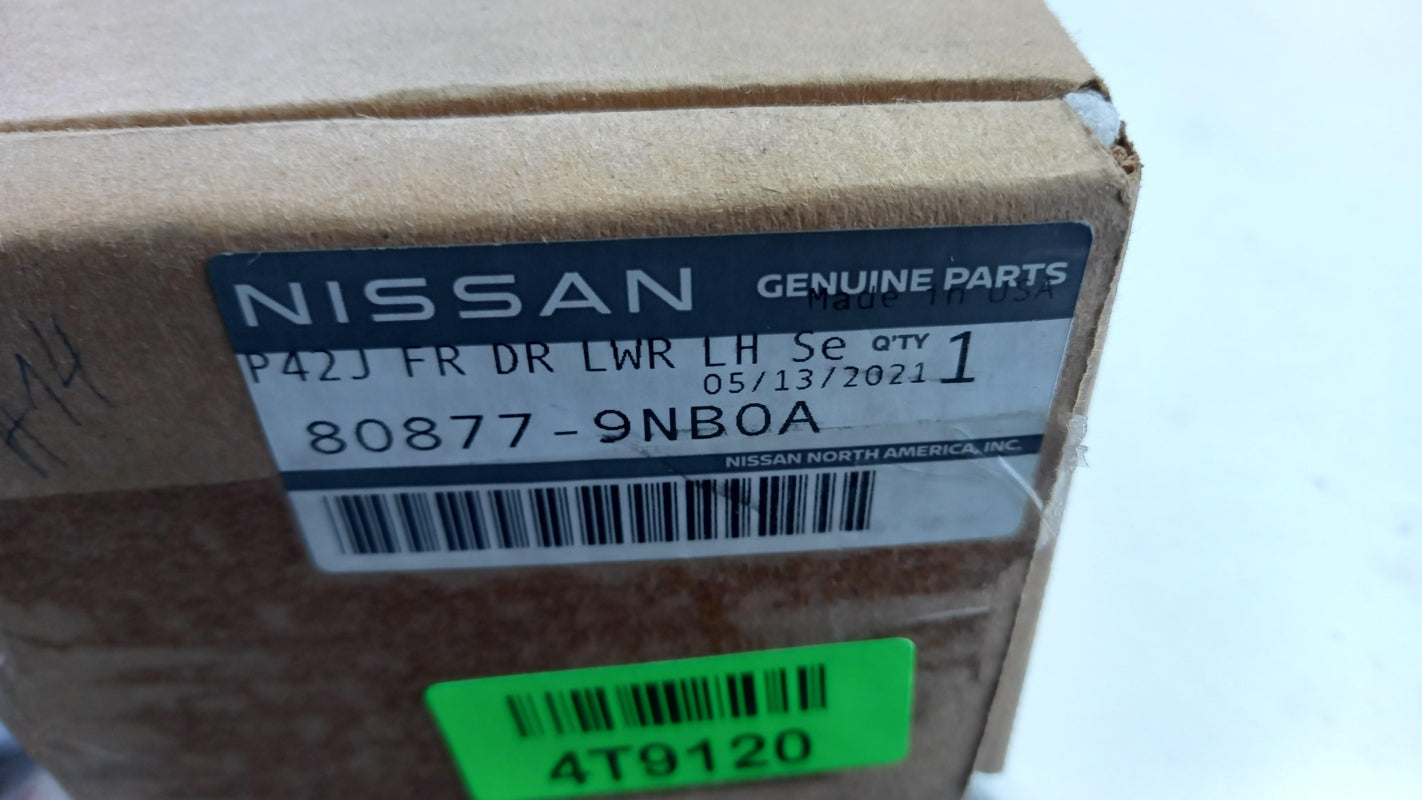 NISSAN GENUINE PARTS
Made in USA
P42J FR DR LWR LH Se Q'TY 1
05/13/2021
80877-9NB0A
NISSAN NORTH AMERICA, INC.
4T9120